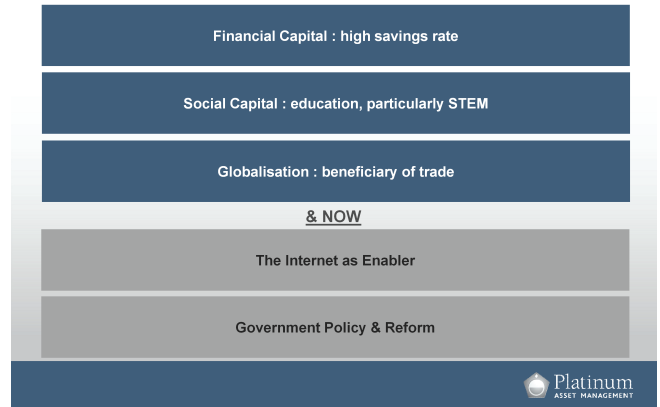 Financial Capital : high savings rate
Social Capital : education, particularly STEM
Globalisation : beneficiary of trade
& NOW
The Internet as Enabler
Government Policy & Reform
Platinum
ASSET MANAGEMENT